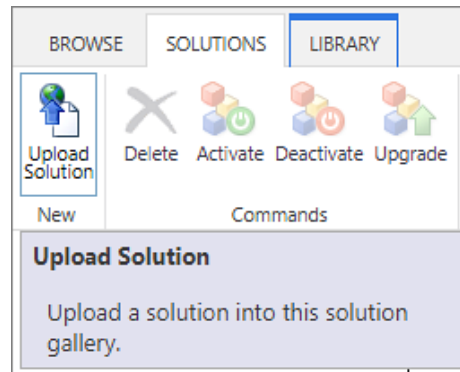 BROWSE SOLUTIONS LIBRARY
Upload Solution Delete Activate Deactivate Upgrade
New Commands
Upload Solution
Upload a solution into this solution
gallery.